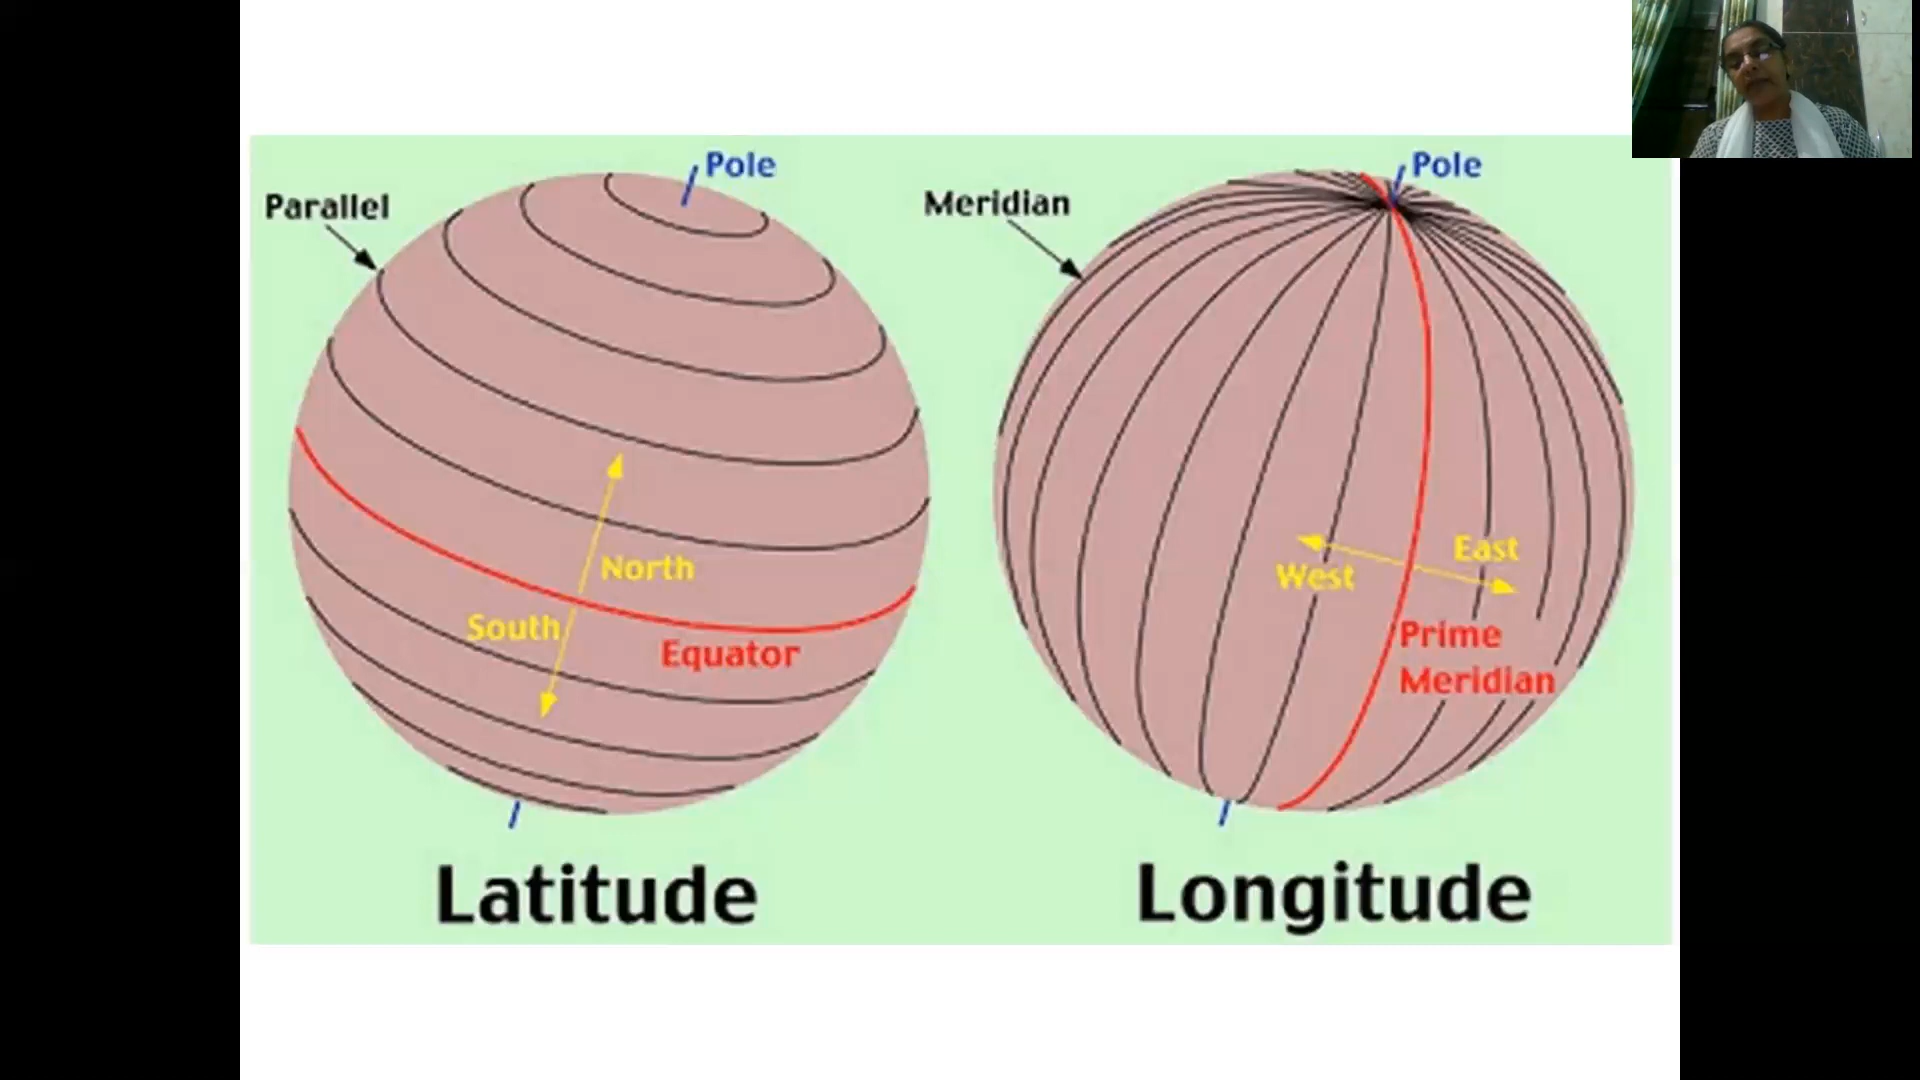 Pole
Parallel
North
South
Equator
Latitude
Pole
Meridian
East
West
Prime
Meridian
Longitude